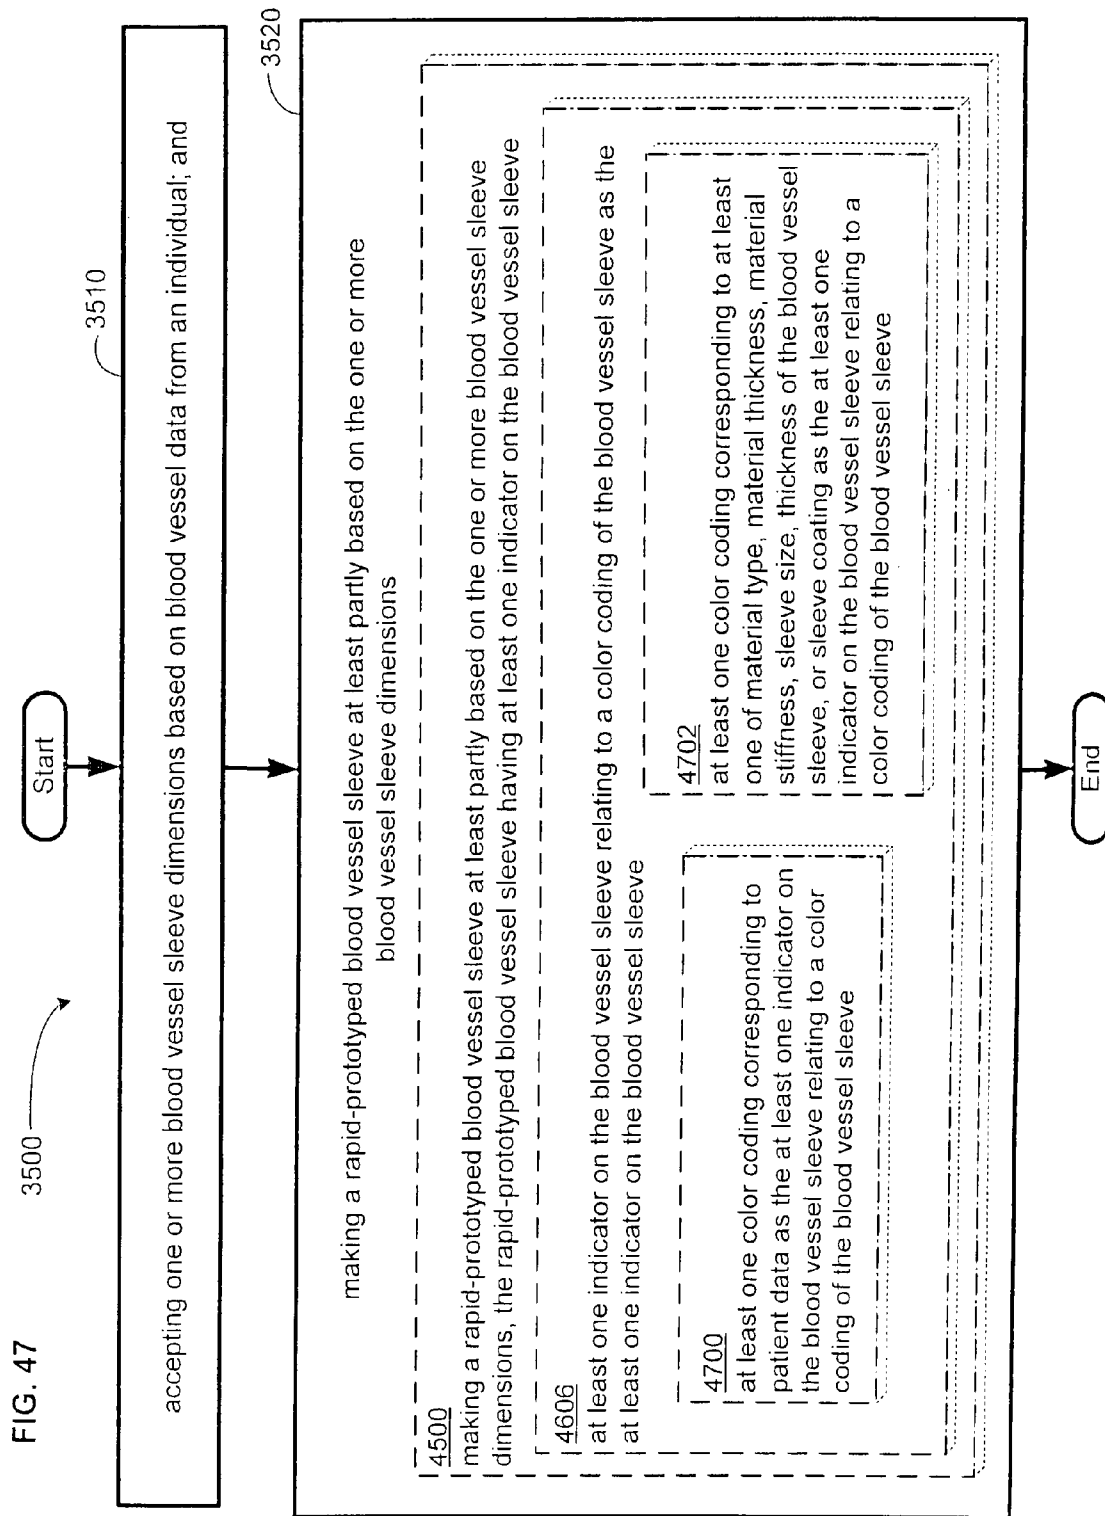 FIG. 47
3500
Start
3510
accepting one or more blood vessel sleeve dimensions based on blood vessel data from an individual; and
3520
making a rapid-prototyped blood vessel sleeve at least partly based on the one or more
blood vessel sleeve dimensions
4500
making a rapid-prototyped blood vessel sleeve at least partly based on the one or more blood vessel sleeve
dimensions, the rapid-prototyped blood vessel sleeve having at least one indicator on the blood vessel sleeve
4606
at least one indicator on the blood vessel sleeve relating to a color coding of the blood vessel sleeve as the
at least one indicator on the blood vessel sleeve
4700
at least one color coding corresponding to
patient data as the at least one indicator on
the blood vessel sleeve relating to a color
coding of the blood vessel sleeve
4702
at least one color coding corresponding to at least
one of material type, material thickness, material
stiffness, sleeve size, thickness of the blood vessel
sleeve, or sleeve coating as the at least one
indicator on the blood vessel sleeve relating to a
color coding of the blood vessel sleeve
End